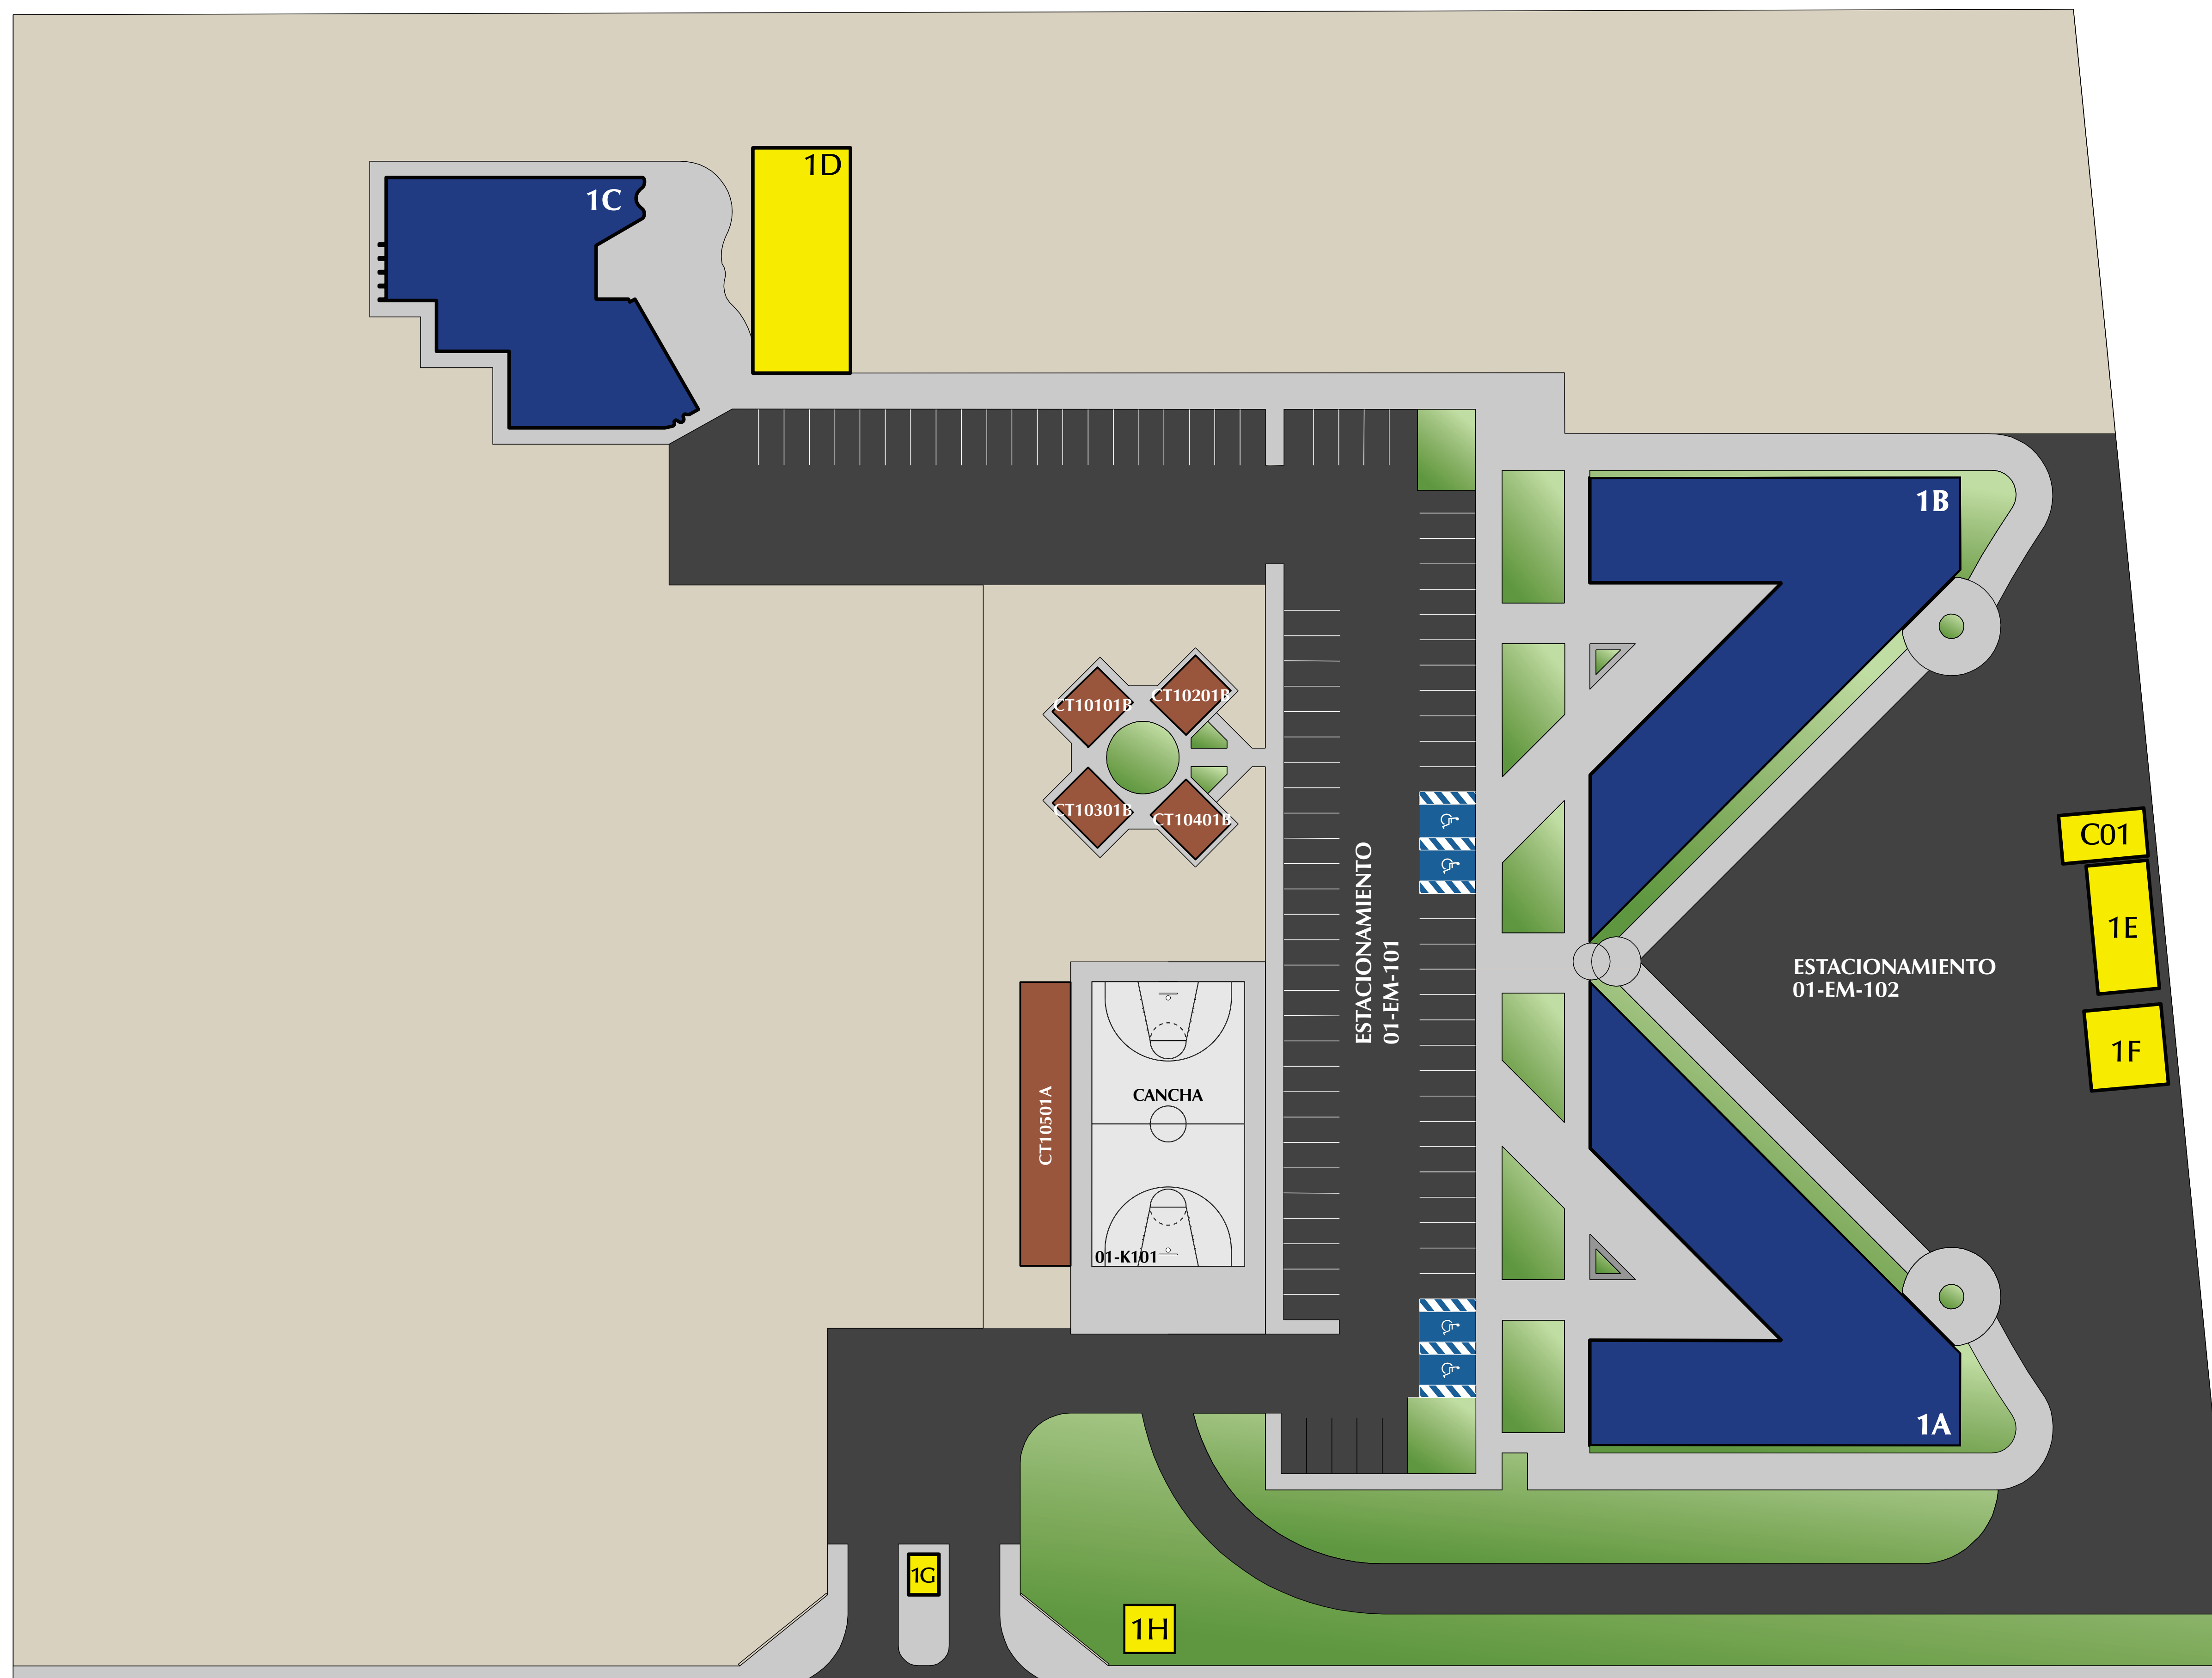 1D
1C
1B
CT10101B
CT10201B
CT10301B
CT10401B
C01
1E
1F
ESTACIONAMIENTO
01-EM-101
ESTACIONAMIENTO
01-EM-102
CT10501A
CANCHA
01-K101
1A
1G
1H